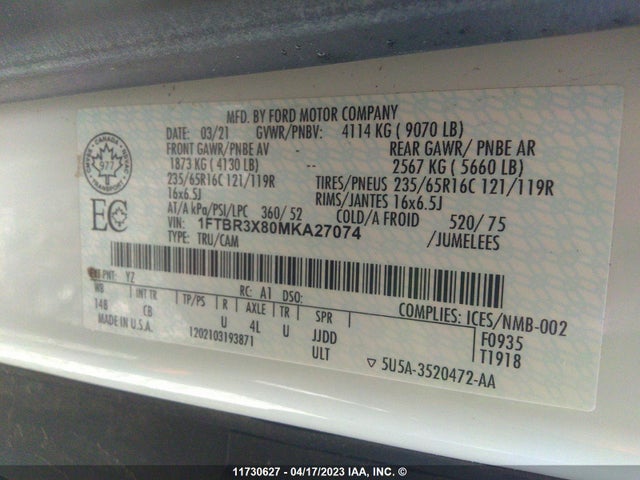 MFD. BY FORD MOTOR COMPANY
DATE: 03/21 GVWR/PNBV: 4114 KG ( 9070 LB)
FRONT GAWR/PNBE AV REAR GAWR/ PNBE AR
1873 KG ( 4130 LB) -- 2567 KG ( 5660 LB)
235/65R16C 121/119R TIRES/PNEUS 235/65R16C 121/119R
16x6.5J RIMS/JANTES 16x6.5J
AT/A kPa/PSI/LPC 360/ 52 COLD/A FROID 520/ 75
VIN: 1FTBR3X80MKA27074 /JUMELEES
TYPE: TRU/CAM
CANADA
TRANSPORT
977
EC
EXT PNT: YZ RC: A1 DSO: COMPLIES: ICES/NMB-002
WB INT TR TP/PS R AXLE TR SPR F0935
148 CB U 4L U JJDD T1918
MADE IN U.S.A. 1202103193871 ULT ▽ 5U5A-3520472-AA
11730627 - 04/17/2023 IAA, INC. ©